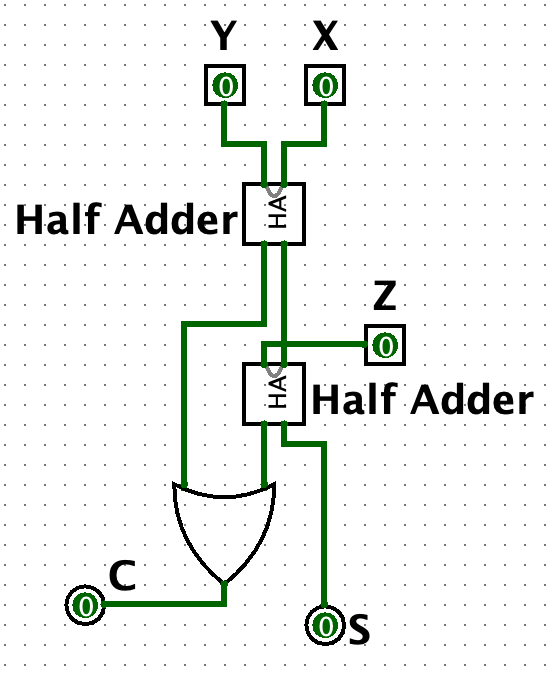 Y X
0 0
Half Adder HA
Z
0
HA Half Adder
C
0
0 S